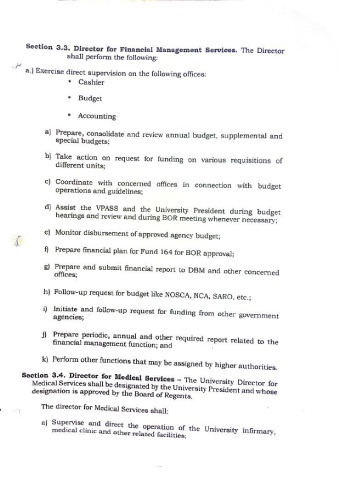 Section 3.3. Director for Financial Management Services. The Director
shall perform the following:
a.) Exercise direct supervision on the following offices:
• Cashier
• Budget
• Accounting
a) Prepare, consolidate and review annual budget, supplemental and
special budgets;
b) Take action on request for funding on various requisitions of
different units;
c) Coordinate with concerned offices in connection with budget
operations and guidelines;
d) Assist the VPASS and the University President during budget
hearings and review and during BOR meeting whenever necessary;
e) Monitor disbursement of approved agency budget;
f) Prepare financial plan for Fund 164 for BOR approval;
g) Prepare and submit financial report to DBM and other concerned
offices;
h) Follow-up request for budget like NOSCA, NCA, SARO, etc.;
i) Initiate and follow-up request for funding from other government
agencies;
j) Prepare periodic, annual and other required report related to the
financial management function; and
k) Perform other functions that may be assigned by higher authorities.
Section 3.4. Director for Medical Services – The University Director for
Medical Services shall be designated by the University President and whose
designation is approved by the Board of Regents.
The director for Medical Services shall:
a) Supervise and direct the operation of the University infirmary,
medical clinic and other related facilities;